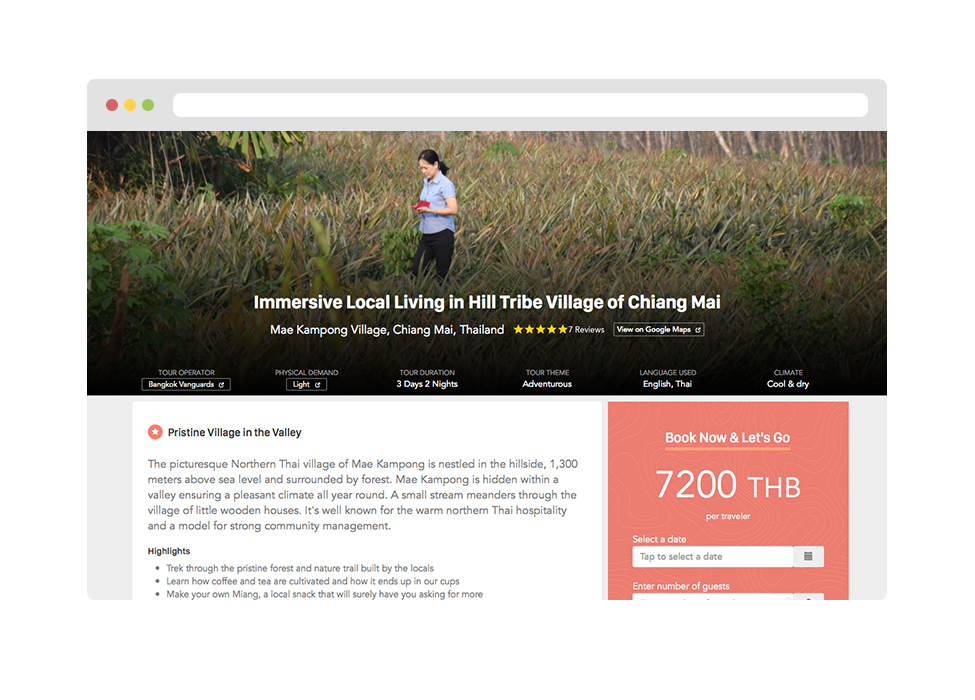 Immersive Local Living in Hill Tribe Village of Chiang Mai
Mae Kampong Village, Chiang Mai, Thailand 7 Reviews View on Google Maps
TOUR OPERATOR
Bangkok Vanguards
PHYSICAL DEMAND
Light
TOUR DURATION
3 Days 2 Nights
TOUR THEME
Adventurous
LANGUAGE USED
English, Thai
CLIMATE
Cool & dry
Pristine Village in the Valley
The picturesque Northern Thai village of Mae Kampong is nestled in the hillside, 1,300
meters above sea level and surrounded by forest. Mae Kampong is hidden within a
valley ensuring a pleasant climate all year round. A small stream meanders through the
village of little wooden houses. It's well known for the warm northern Thai hospitality
and a model for strong community management.
Highlights
• Trek through the pristine forest and nature trail built by the locals
• Learn how coffee and tea are cultivated and how it ends up in our cups
• Make your own Miang, a local snack that will surely have you asking for more
Book Now & Let's Go
7200 THB
per traveler
Select a date
Tap to select a date
Enter number of guests